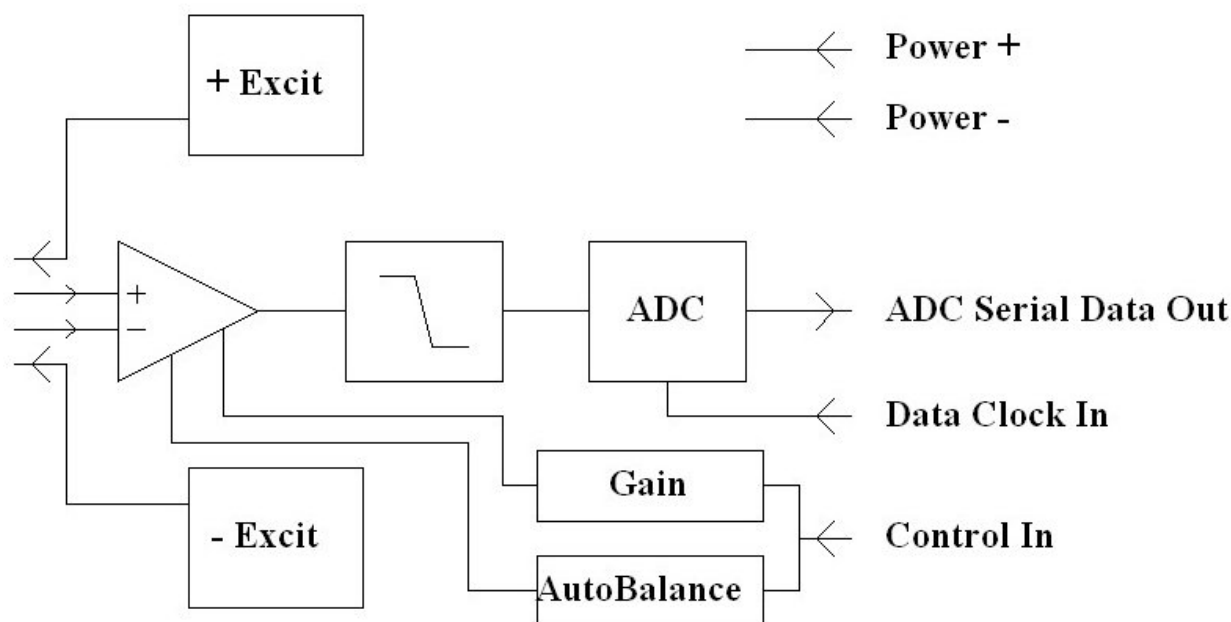 + Excit
Power +
Power -
+
−
ADC
ADC Serial Data Out
Data Clock In
Gain
- Excit
Control In
AutoBalance